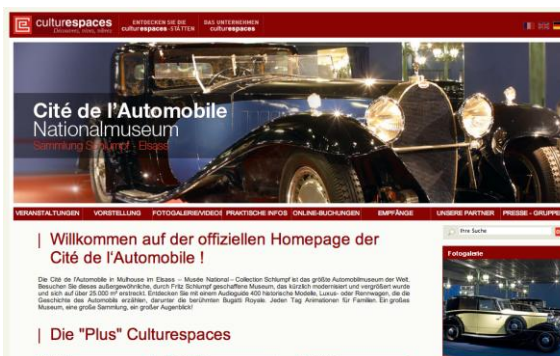 culturespaces
Découvrez, rêvez, vibrez
ENTDECKEN SIE DIE
culturespaces-STÄTTEN
DAS UNTERNEHMEN
culturespaces
Cité de l'Automobile
Nationalmuseum
Sammlung Schlumpf - Elsass
VERANSTALTUNGEN VORSTELLUNG FOTOGALERIE/VIDEOS PRAKTISCHE INFOS ONLINE-BUCHUNGEN EMPFÄNGE UNSERE PARTNER PRESSE - GRUPPE
| Willkommen auf der offiziellen Homepage der
Cité de l'Automobile !
Ihre Suche
Fotogalerie
Die Cité de l'Automobile in Mulhouse im Elsass – Musée National – Collection Schlumpf ist das größte Automobilmuseum der Welt.
Besuchen Sie dieses außergewöhnliche, durch Fritz Schlumpf geschaffene Museum, das kürzlich modernisiert und vergrößert wurde
und sich auf über 25.000 m² erstreckt. Entdecken Sie mit einem Audioguide 400 historische Modelle, Luxus- oder Rennwagen, die die
Geschichte des Automobils erzählen, darunter die berühmten Bugatti Royale. Jeden Tag Animationen für Familien. Ein großes
Museum, eine große Sammlung, ein großer Augenblick!
| Die "Plus" Culturespaces